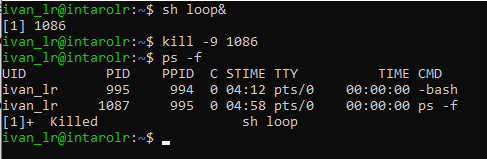 ivan_lr@intarolr:~$ sh loop&
[1] 1086
ivan_lr@intarolr:~$ kill -9 1086
ivan_lr@intarolr:~$ ps -f
UID          PID    PPID  C STIME TTY          TIME CMD
ivan_lr      995     994  0 04:12 pts/0    00:00:00 -bash
ivan_lr     1087     995  0 04:58 pts/0    00:00:00 ps -f
[1]+  Killed                  sh loop
ivan_lr@intarolr:~$